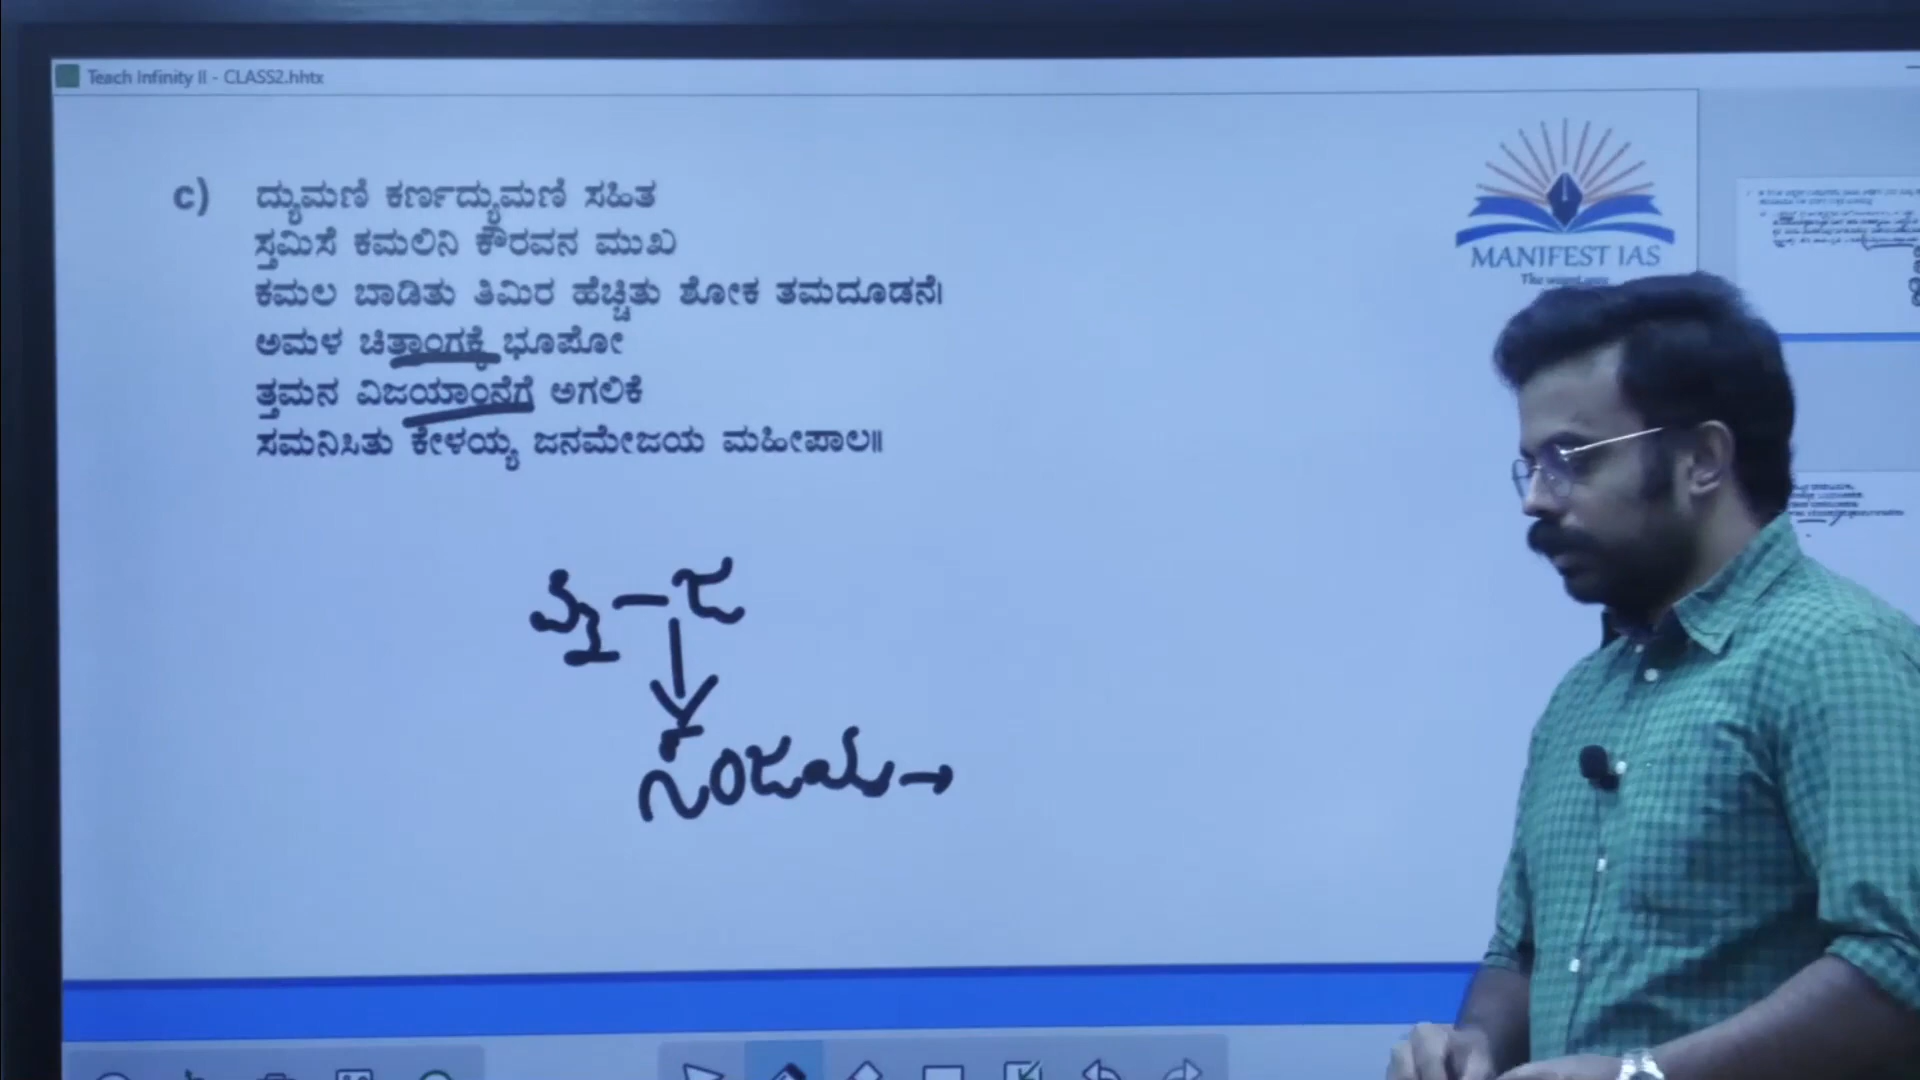 Teach Infinity II - CLASS2.hhtx
c) ದ್ಯುಮಣಿ ಕರ್ಣದ್ಯುಮಣಿ ಸಹಿತ
ಸ್ತಮಿಸೆ ಕಮಲಿನಿ ಕೌರವನ ಮುಖ
ಕಮಲ ಬಾಡಿತು ತಿಮಿರ ಹೆಚ್ಚಿತು ಶೋಕ ತಮದೂಡನೆ।
ಅಮಳ ಚಿತ್ತಾಂಗಕ್ಕೆ ಭೂಪೋ
ತ್ತಮನ ವಿಜಯಾಂನೆಗೆ ಅಗಲಿಕೆ
ಸಮನಿಸಿತು ಕೇಳಯ್ಯ ಜನಮೇಜಯ ಮಹೀಪಾಲ॥
MANIFEST IAS
ಜ
ಸಂಜಯ